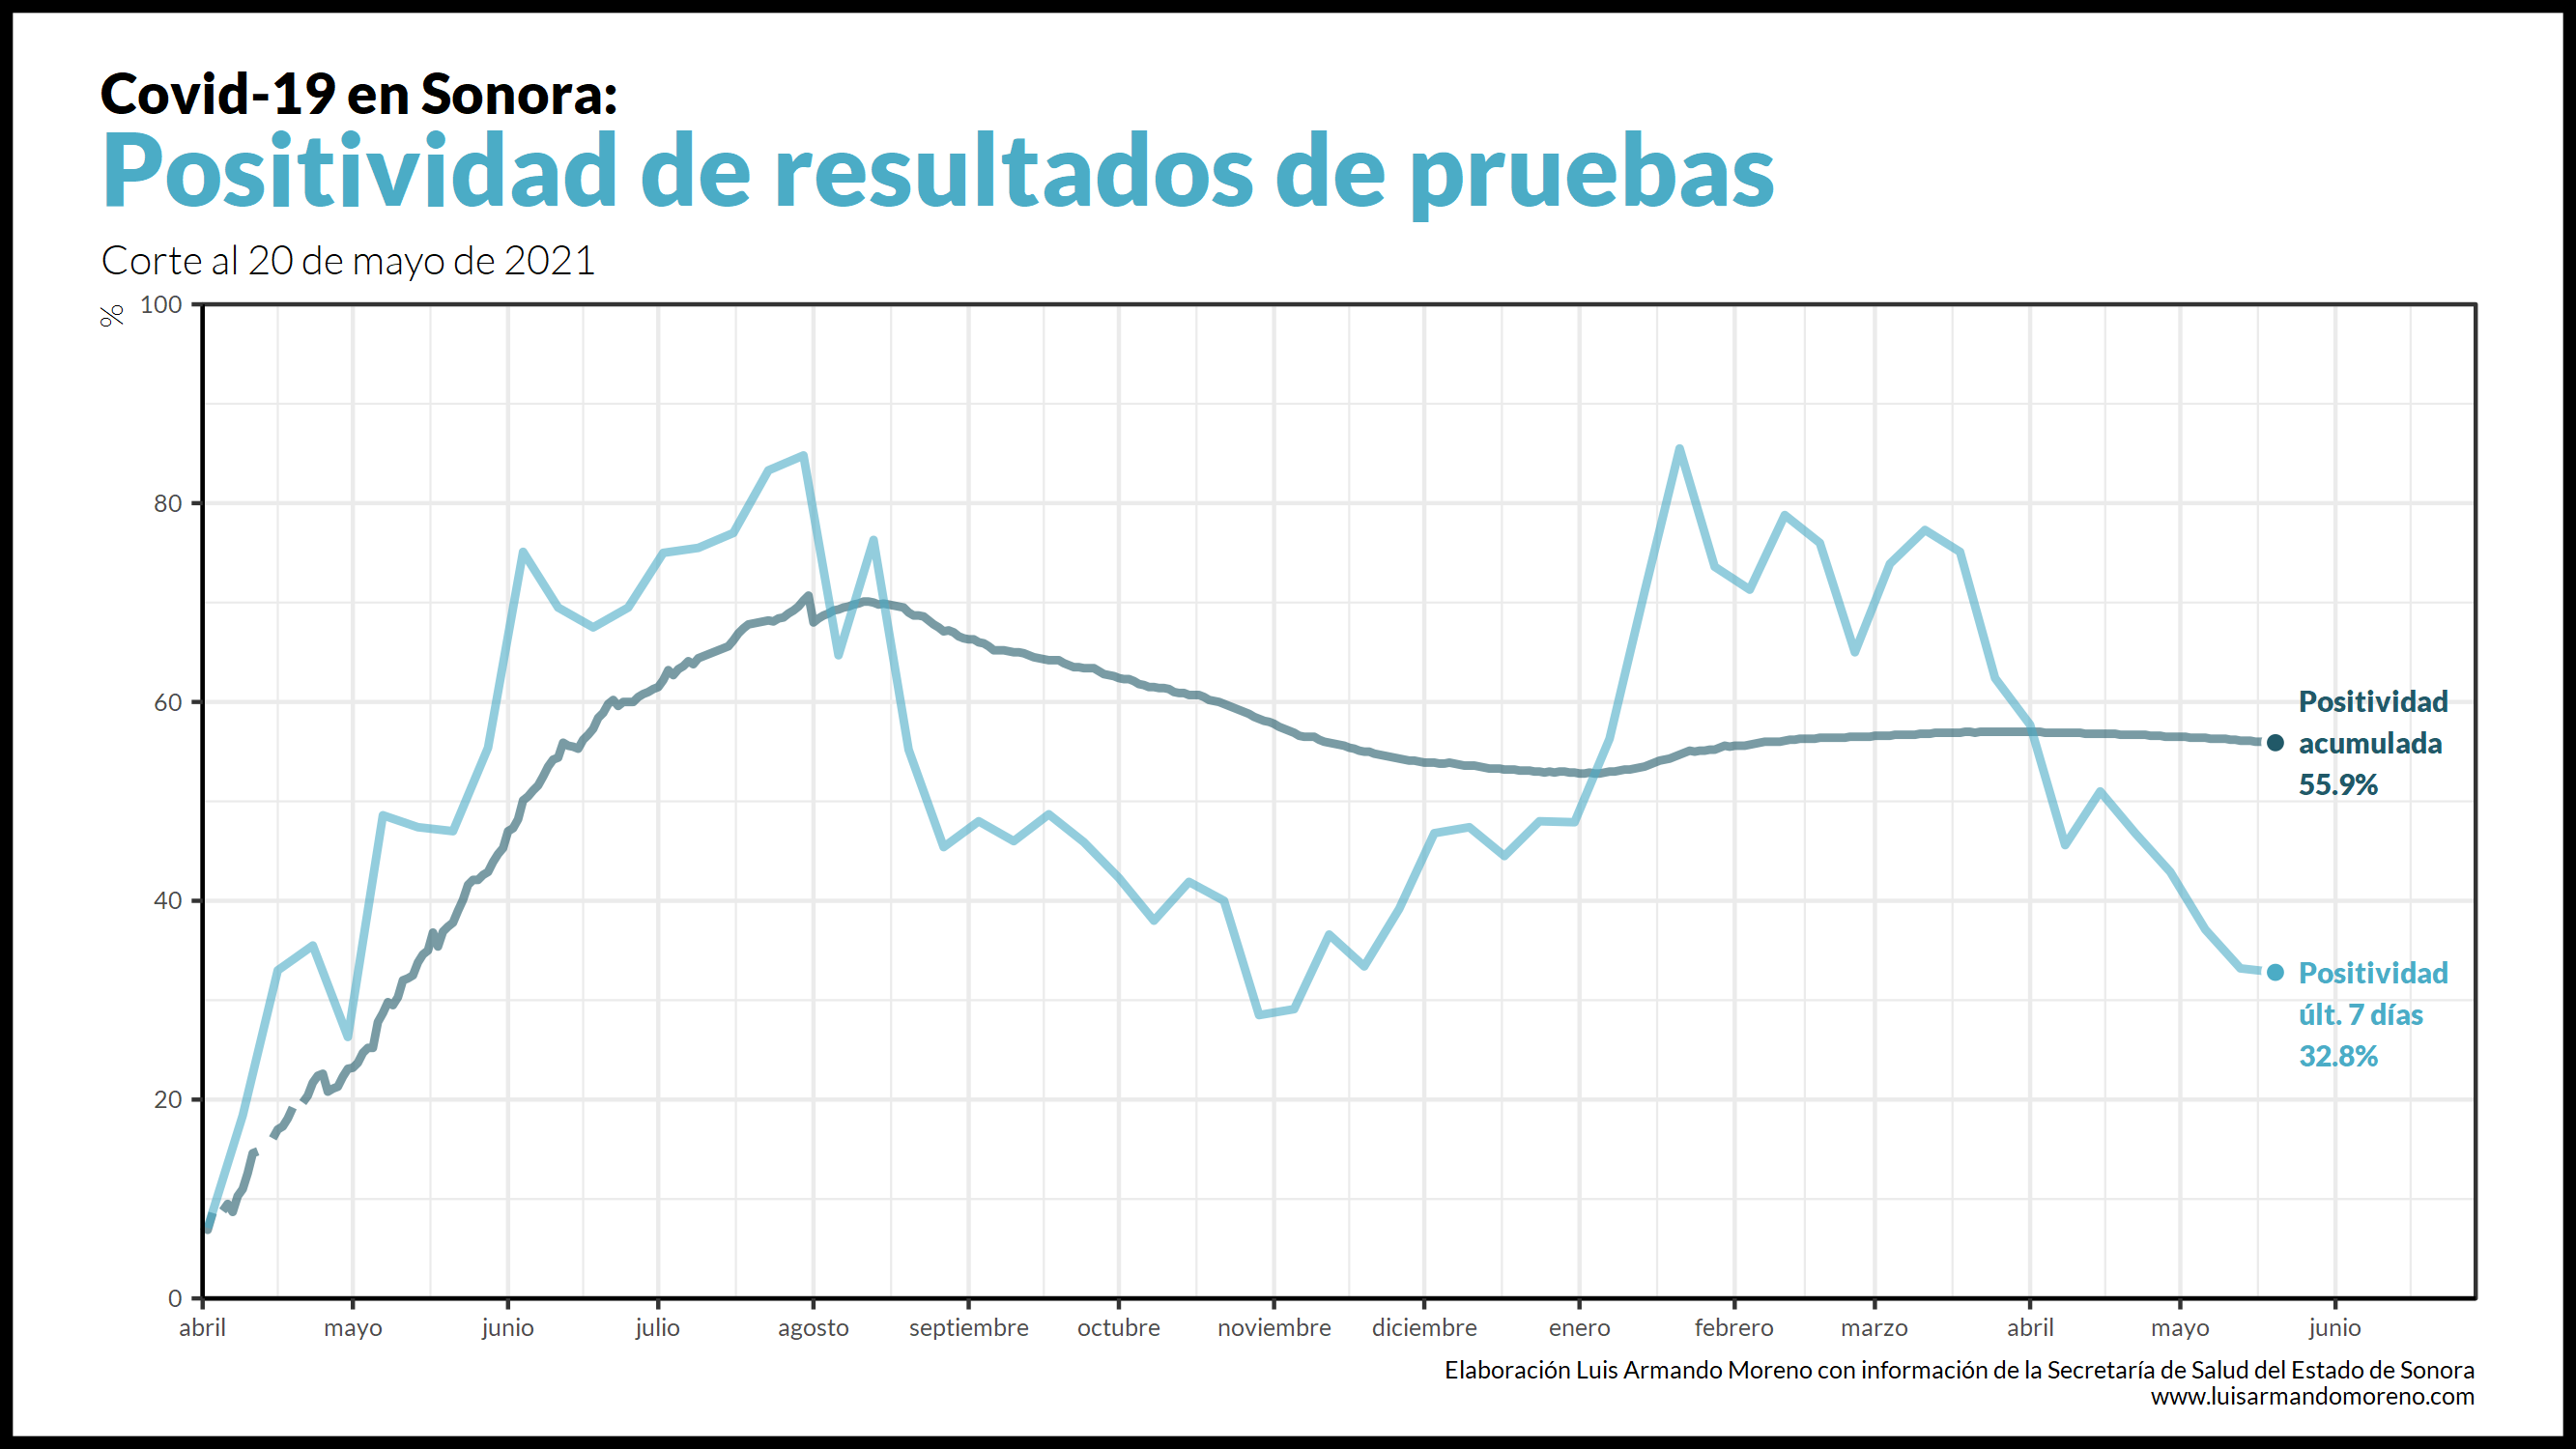 Covid-19 en Sonora:
Positividad de resultados de pruebas
Corte al 20 de mayo de 2021
%
100
80
60
40
20
0
Positividad
acumulada
55.9%
Positividad
últ. 7 días
32.8%
abril mayo junio julio agosto septiembre octubre noviembre diciembre enero febrero marzo abril mayo junio
Elaboración Luis Armando Moreno con información de la Secretaría de Salud del Estado de Sonora
www.luisarmandomoreno.com